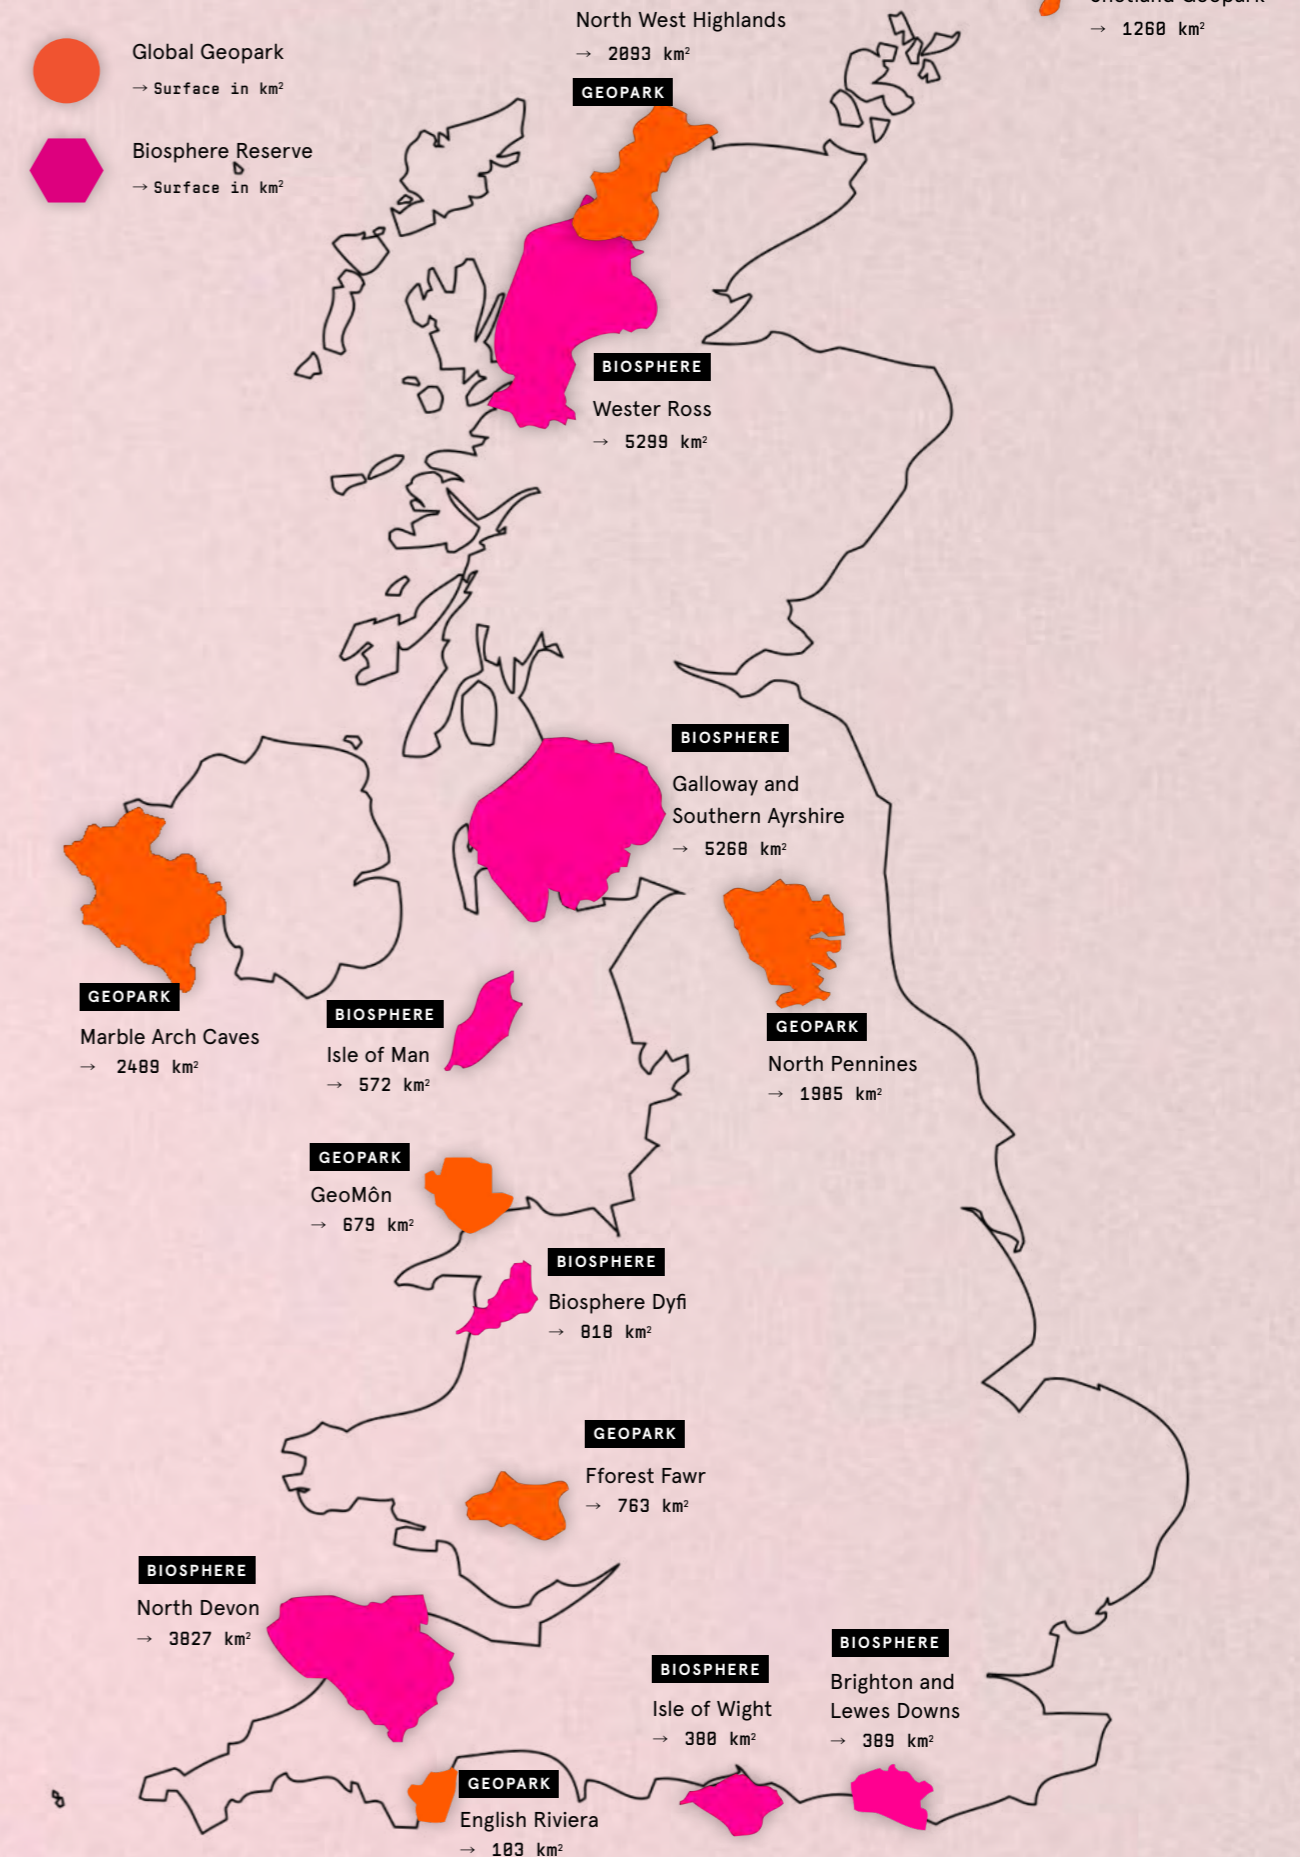 Shetland Geopark
→ 1260 km²
North West Highlands
→ 2093 km²
GEOPARK
Global Geopark
→ Surface in km²
Biosphere Reserve
→ Surface in km²
BIOSPHERE
Wester Ross
→ 5299 km²
BIOSPHERE
Galloway and
Southern Ayrshire
→ 5268 km²
GEOPARK
Marble Arch Caves
→ 2489 km²
BIOSPHERE
Isle of Man
→ 572 km²
GEOPARK
North Pennines
→ 1985 km²
GEOPARK
GeoMôn
→ 679 km²
BIOSPHERE
Biosphere Dyfi
→ 818 km²
GEOPARK
Fforest Fawr
→ 763 km²
BIOSPHERE
North Devon
→ 3827 km²
BIOSPHERE
Isle of Wight
→ 380 km²
BIOSPHERE
Brighton and
Lewes Downs
→ 389 km²
GEOPARK
English Riviera
→ 103 km²